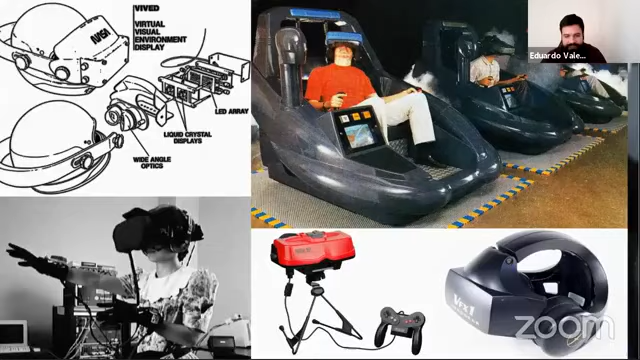 VIVED
VIRTUAL
VISUAL
ENVIRONMENT
DISPLAY
NASA
LED ARRAY
LIQUID CRYSTAL
DISPLAYS
WIDE ANGLE
OPTICS
Eduardo Vale...
Vfx1
zoom